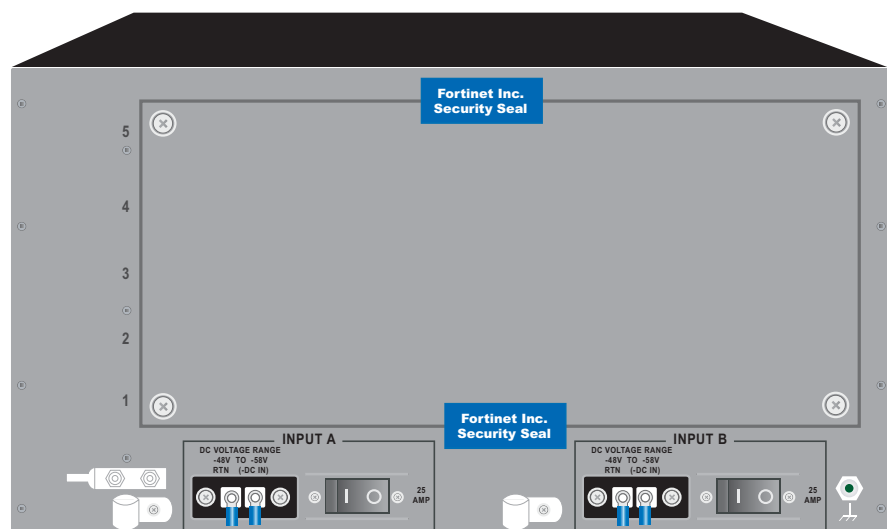 Fortinet Inc.
Security Seal
5
4
3
2
1
Fortinet Inc.
Security Seal
INPUT A
DC VOLTAGE RANGE
-48V TO -58V
RTN (-DC IN)
25
AMP
INPUT B
DC VOLTAGE RANGE
-48V TO -58V
RTN (-DC IN)
25
AMP